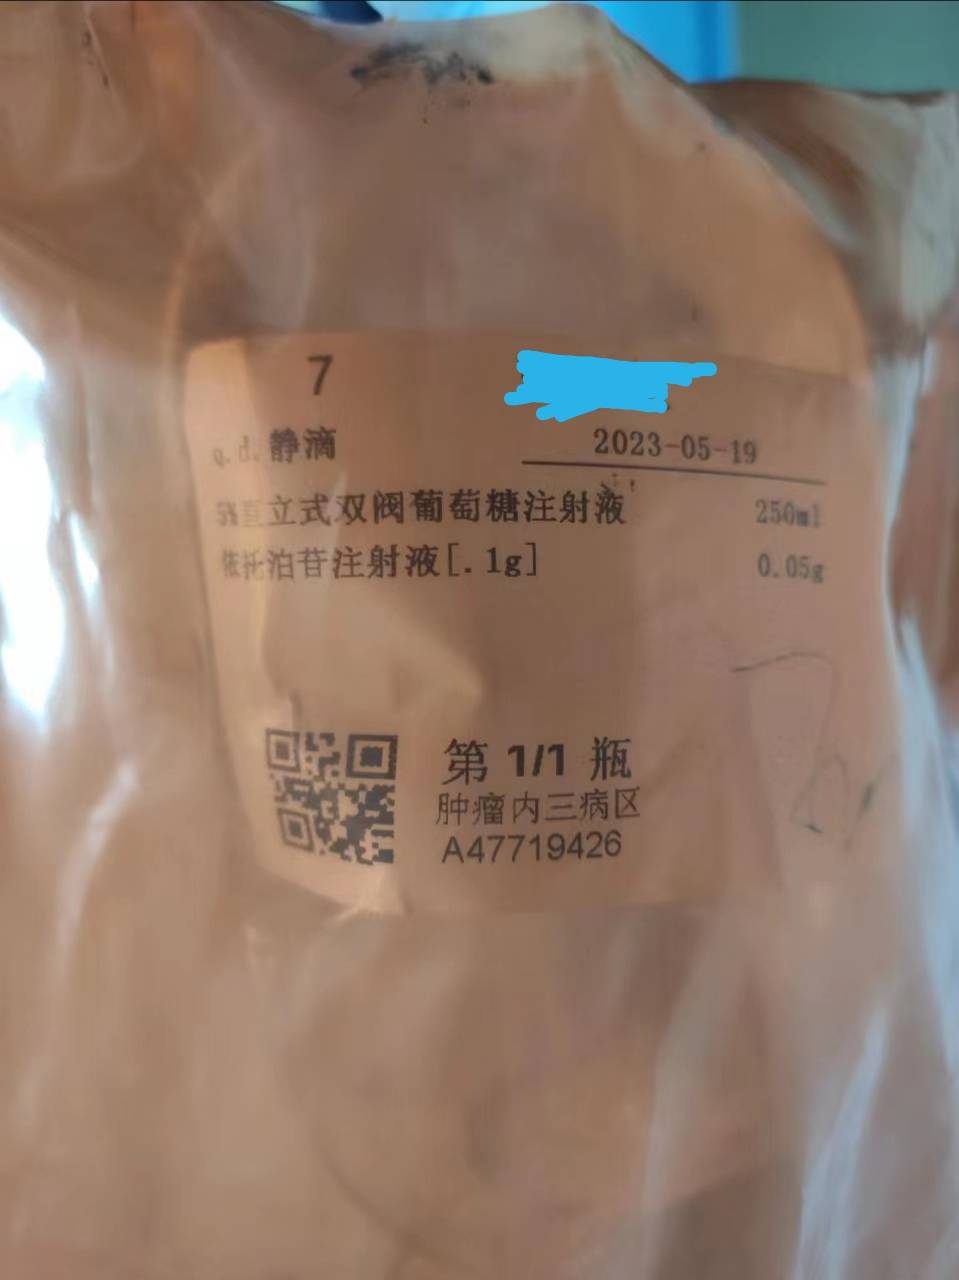 7
q.d. 静滴
2023-05-19
5%直立式双阀葡萄糖注射液 250ml
依托泊苷注射液[.1g] 0.05g
第 1/1 瓶
肿瘤内三病区
A47719426